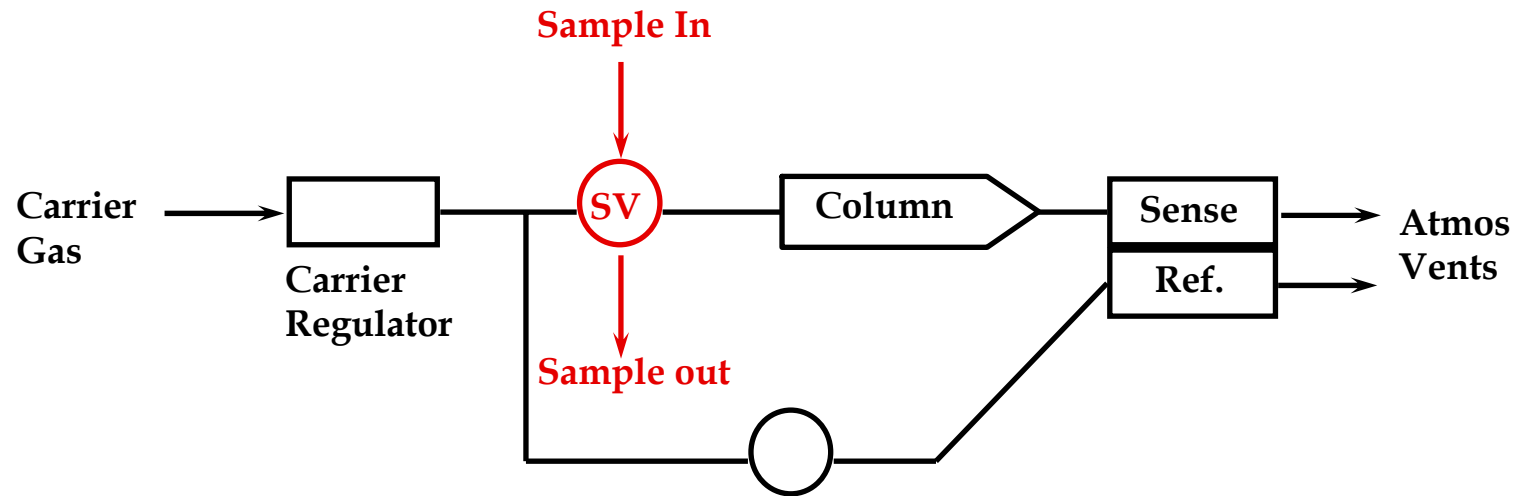 Sample In
SV
Column
Sense
Carrier
Gas
Atmos
Vents
Ref.
Carrier
Regulator
Sample out